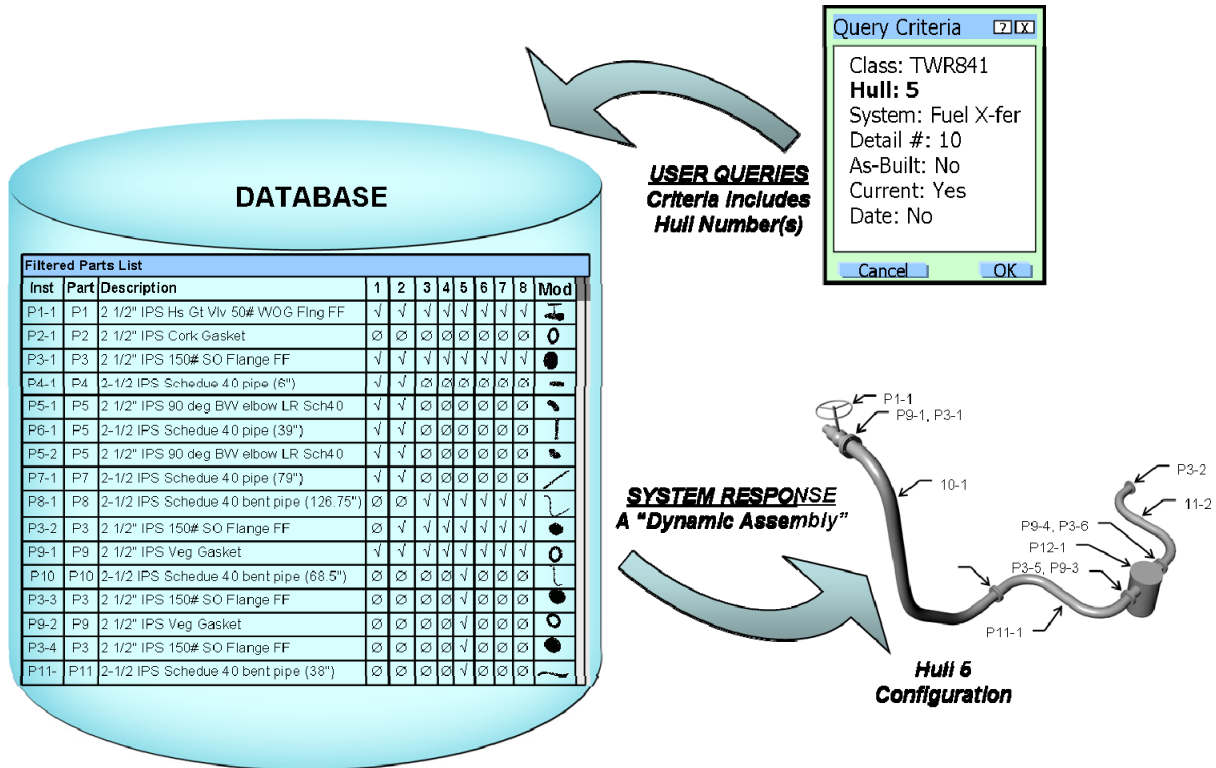 Query Criteria ? X
Class: TWR841
Hull: 5
System: Fuel X-fer
Detail #: 10
As-Built: No
Current: Yes
Date: No
Cancel OK
USER QUERIES
Criteria Includes
Hull Number(s)
DATABASE
Filtered Parts List
Inst Part Description 1 2 3 4 5 6 7 8 Mod
P1-1 P1 2 1/2" IPS Hs Gt Vlv 50# WOG Flng FF √ √ √ √ √ √ √ √
P2-1 P2 2 1/2" IPS Cork Gasket Ø Ø Ø Ø Ø Ø Ø Ø
P3-1 P3 2 1/2" IPS 150# SO Flange FF √ √ √ √ √ √ √ √
P4-1 P4 2-1/2 IPS Schedue 40 pipe (6") √ √ Ø Ø Ø Ø Ø Ø
P5-1 P5 2 1/2" IPS 90 deg BW elbow LR Sch40 √ √ Ø Ø Ø Ø Ø Ø
P6-1 P5 2-1/2 IPS Schedue 40 pipe (39") √ √ Ø Ø Ø Ø Ø Ø
P5-2 P5 2 1/2" IPS 90 deg BW elbow LR Sch40 √ √ Ø Ø Ø Ø Ø Ø
P7-1 P7 2-1/2 IPS Schedue 40 pipe (79") √ √ Ø Ø Ø Ø Ø Ø
P8-1 P8 2-1/2 IPS Schedue 40 bent pipe (126.75") Ø Ø √ √ √ √ √ √
P3-2 P3 2 1/2" IPS 150# SO Flange FF Ø √ √ √ √ √ √ √
P9-1 P9 2 1/2" IPS Veg Gasket √ √ √ √ √ √ √ √
P10 P10 2-1/2 IPS Schedue 40 bent pipe (68.5") Ø Ø Ø Ø √ Ø Ø Ø
P3-3 P3 2 1/2" IPS 150# SO Flange FF Ø Ø Ø Ø √ Ø Ø Ø
P9-2 P9 2 1/2" IPS Veg Gasket Ø Ø Ø Ø √ Ø Ø Ø
P3-4 P3 2 1/2" IPS 150# SO Flange FF Ø Ø Ø Ø √ Ø Ø Ø
P11- P11 2-1/2 IPS Schedue 40 bent pipe (38") Ø Ø Ø Ø √ Ø Ø Ø
SYSTEM RESPONSE
A "Dynamic Assembly"
P1-1
P9-1, P3-1
10-1
P3-2
11-2
P9-4, P3-6
P12-1
P3-5, P9-3
P11-1
Hull 5
Configuration